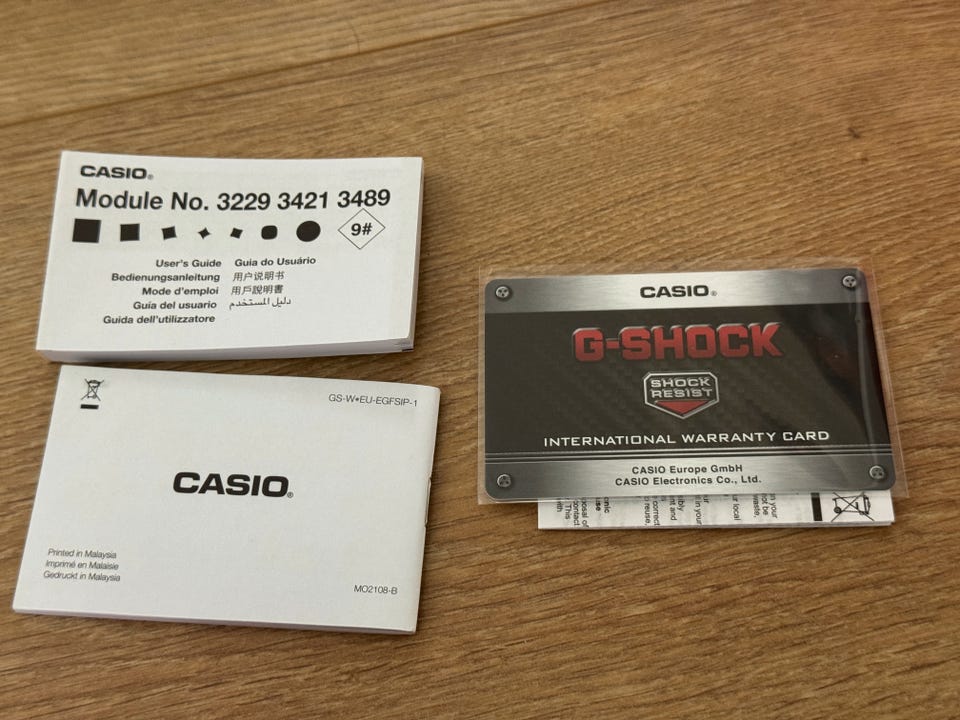 CASIO®
Module No. 3229 3421 3489
9#
User's Guide Guia do Usuário
Bedienungsanleitung 用户说明书
Mode d'emploi 用戶說明書
Guía del usuario دليل المستخدم
Guida dell'utilizzatore
GS-W•EU-EGFSIP-1
CASIO®
Printed in Malaysia
Imprimé en Malaisie
Gedruckt in Malaysia
MO2108-B
CASIO®
G-SHOCK
SHOCK
RESIST
INTERNATIONAL WARRANTY CARD
CASIO Europe GmbH
CASIO Electronics Co., Ltd.